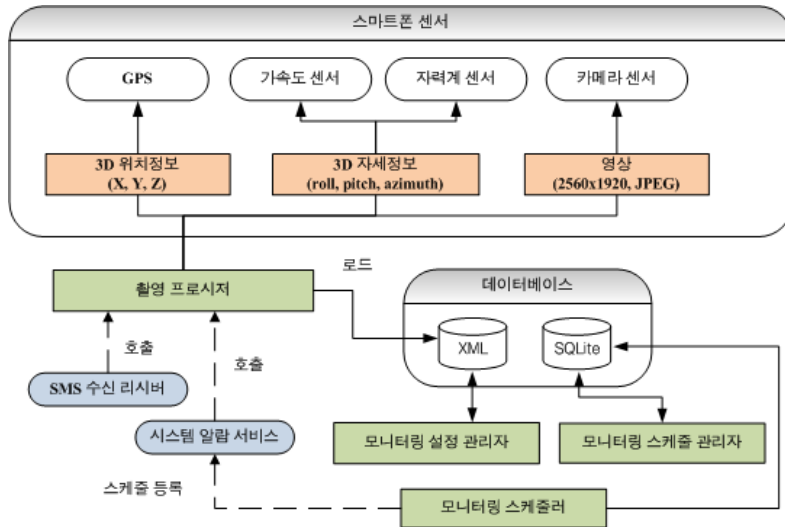 스마트폰 센서
GPS
가속도 센서
자력계 센서
카메라 센서
3D 위치정보
(X, Y, Z)
3D 자세정보
(roll, pitch, azimuth)
영상
(2560x1920, JPEG)
촬영 프로시저
로드
데이터베이스
XML
SQLite
호출
호출
SMS 수신 리시버
시스템 알람 서비스
모니터링 설정 관리자
모니터링 스케줄 관리자
스케줄 등록
모니터링 스케줄러